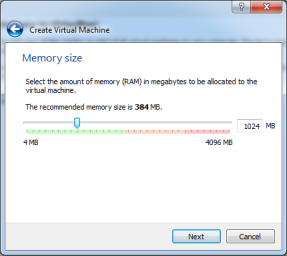 Create Virtual Machine
Memory size
Select the amount of memory (RAM) in megabytes to be allocated to the
virtual machine.
The recommended memory size is 384 MB.
1024 MB
4 MB 4096 MB
Next Cancel